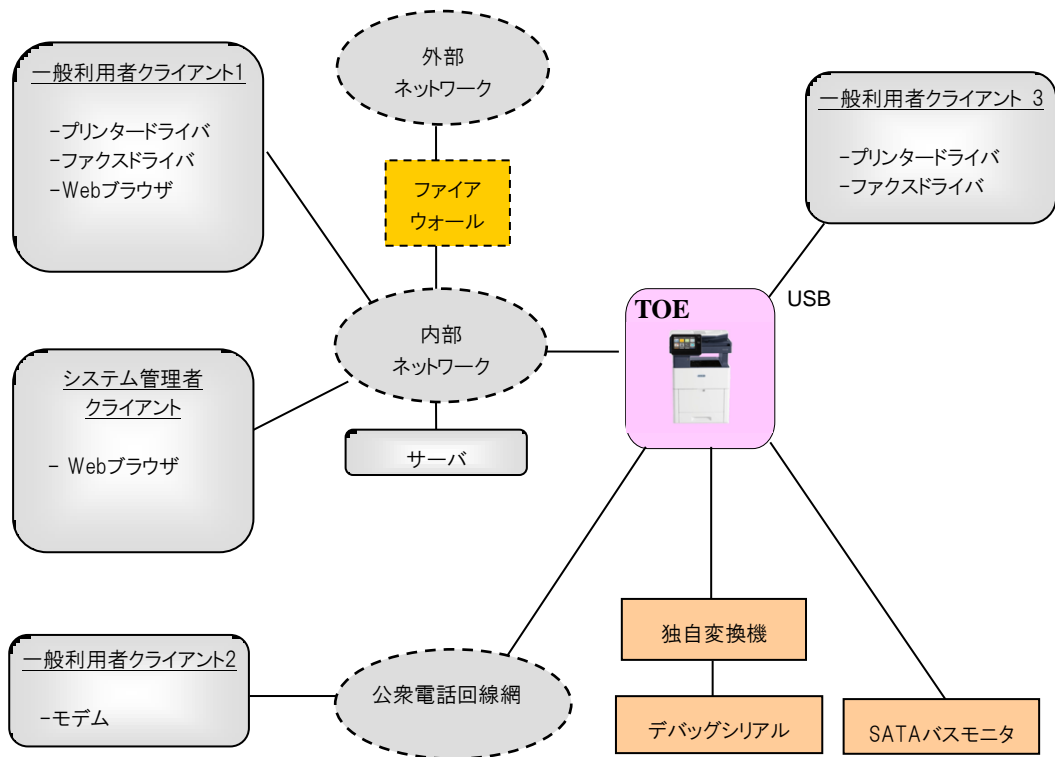 一般利用者クライアント1
-プリンタードライバ
-ファクスドライバ
-Webブラウザ
外部
ネットワーク
一般利用者クライアント 3
-プリンタードライバ
-ファクスドライバ
ファイア
ウォール
USB
TOE
内部
ネットワーク
システム管理者
クライアント
- Webブラウザ
サーバ
独自変換機
一般利用者クライアント2
-モデム
公衆電話回線網
デバッグシリアル
SATAバスモニタ